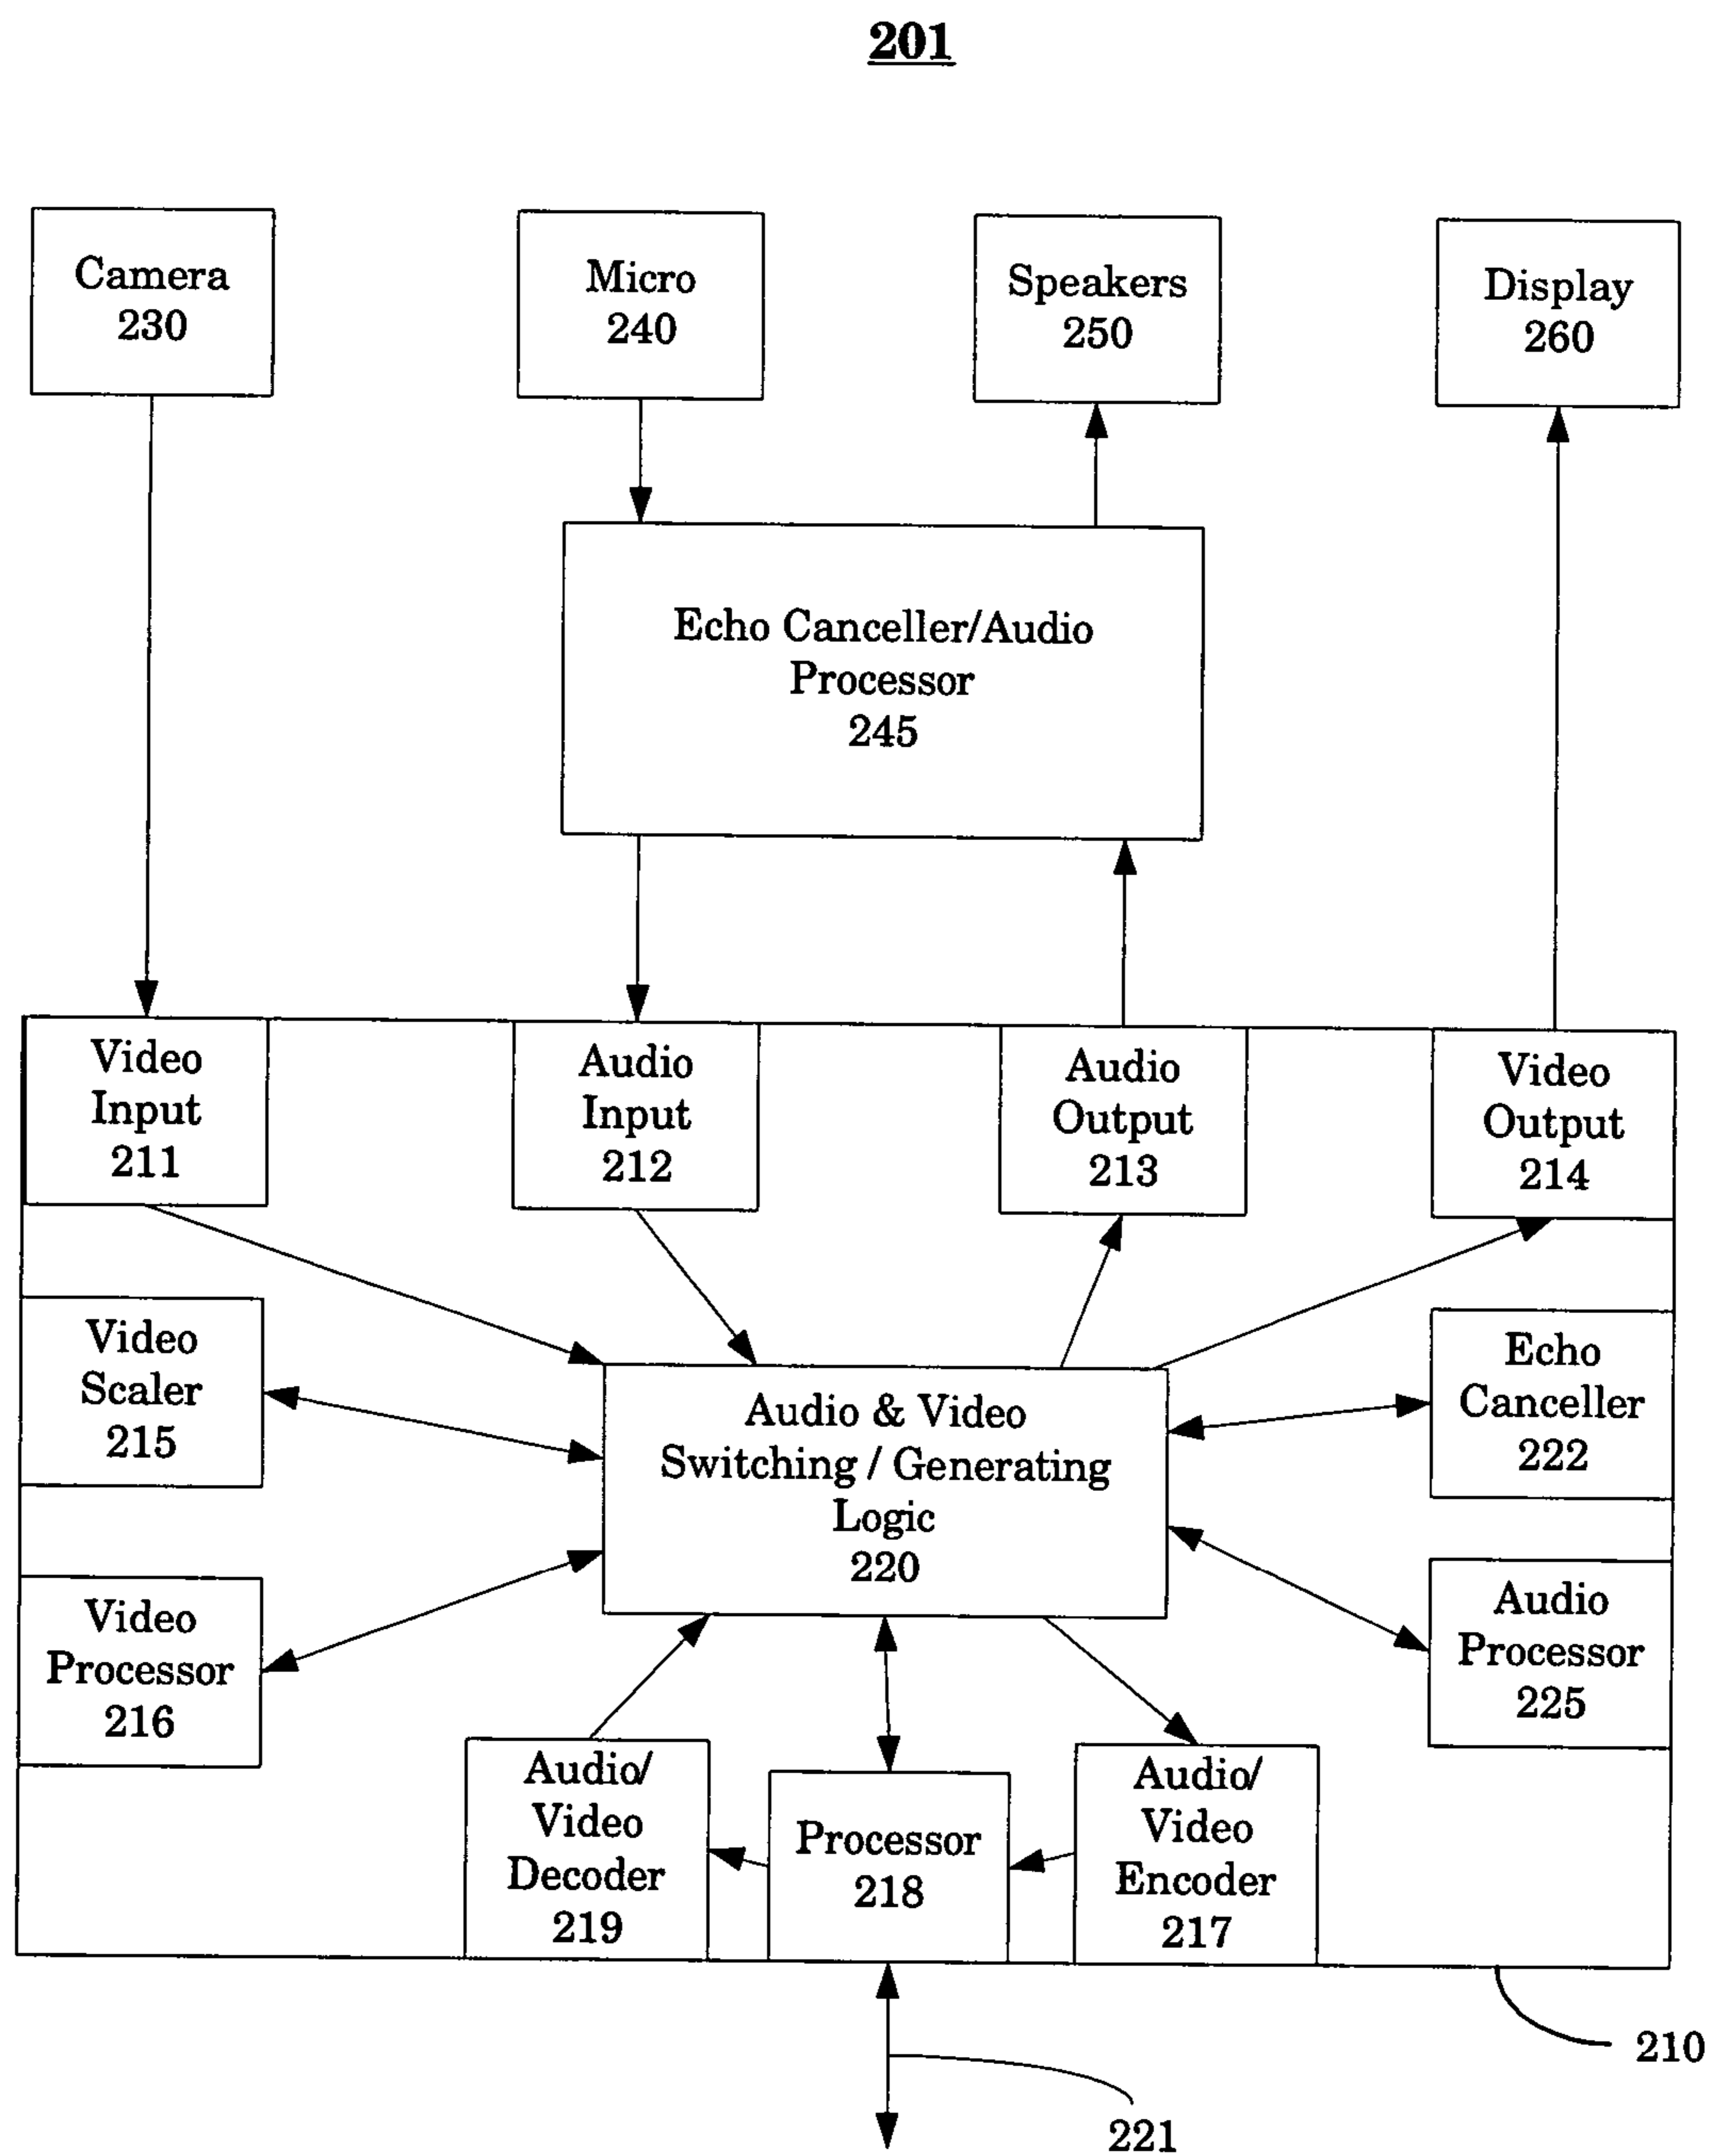 201
Camera
230
Micro
240
Speakers
250
Display
260
Echo Canceller/Audio
Processor
245
Video
Input
211
Audio
Input
212
Audio
Output
213
Video
Output
214
Video
Scaler
215
Audio & Video
Switching / Generating
Logic
220
Echo
Canceller
222
Video
Processor
216
Audio
Processor
225
Audio/
Video
Decoder
219
Processor
218
Audio/
Video
Encoder
217
210
221